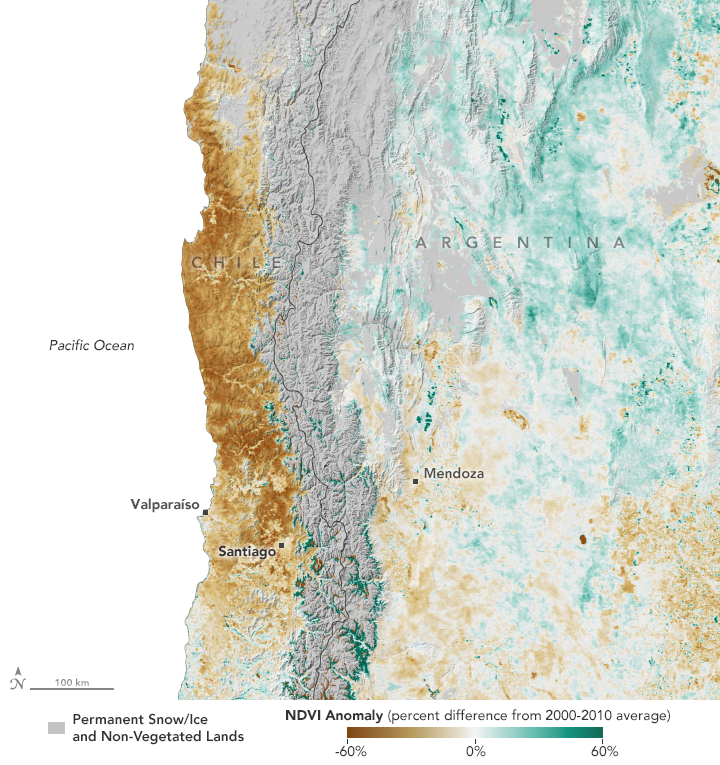 CHILE
ARGENTINA
Pacific Ocean
Mendoza
Valparaíso
Santiago
N
100 km
Permanent Snow/Ice
and Non-Vegetated Lands
NDVI Anomaly (percent difference from 2000-2010 average)
-60% 0% 60%